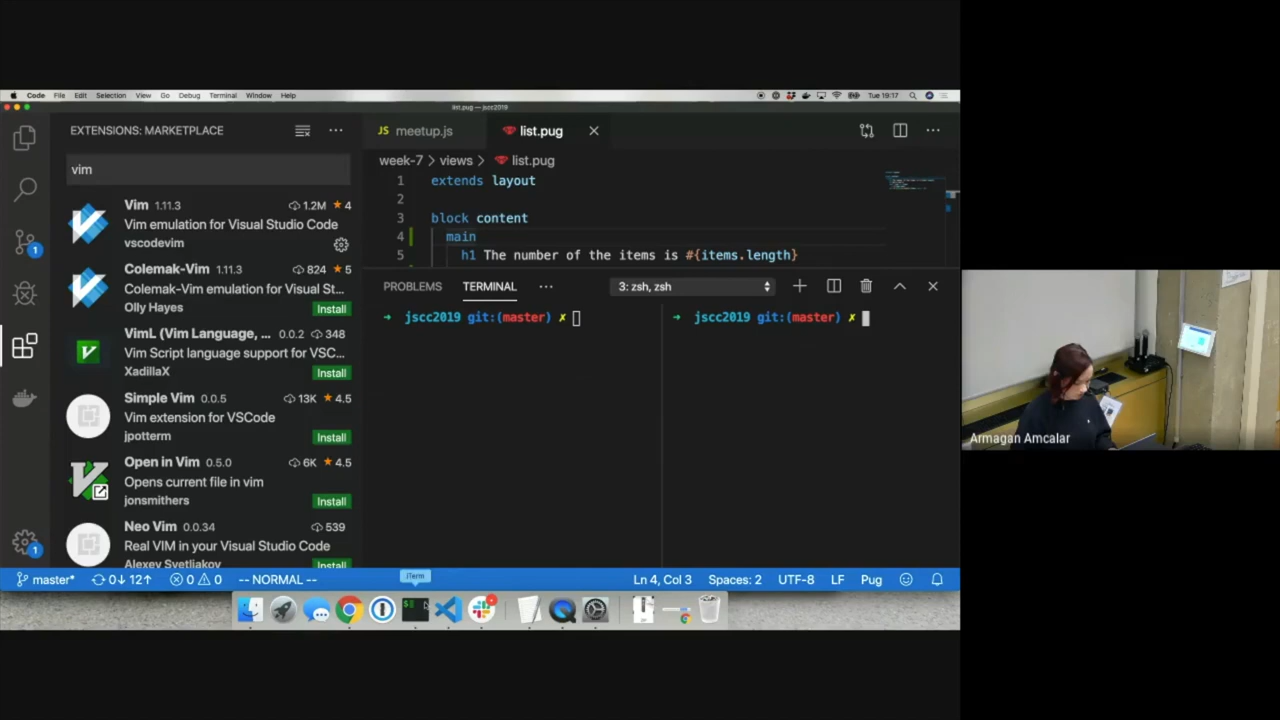 Code File Edit Selection View Go Debug Terminal Window Help
Tue 19:17
list.pug — jscc2019
EXTENSIONS: MARKETPLACE
vim
Vim 1.11.3 1.2M ★ 4
Vim emulation for Visual Studio Code
vscodevim
Colemak-Vim 1.11.3 824 ★ 5
Colemak-Vim emulation for Visual St...
Olly Hayes Install
VimL (Vim Language, ... 0.0.2 348
Vim Script language support for VSC...
XadillaX Install
Simple Vim 0.0.5 13K ★ 4.5
Vim extension for VSCode
jpotterm Install
Open in Vim 0.5.0 6K ★ 4.5
Opens current file in vim
jonsmithers Install
Neo Vim 0.0.34 539
Real VIM in your Visual Studio Code
Alexey Svetliakov Install
JS meetup.js list.pug
week-7 > views > list.pug
1 extends layout
2
3 block content
4 main
5 h1 The number of the items is #{items.length}
PROBLEMS TERMINAL ... 3: zsh, zsh
➜ jscc2019 git:(master) ✗
➜ jscc2019 git:(master) ✗
master* 0↓ 12↑ 0 0 -- NORMAL -- Ln 4, Col 3 Spaces: 2 UTF-8 LF Pug
1
1
iTerm
Armagan Amcalar